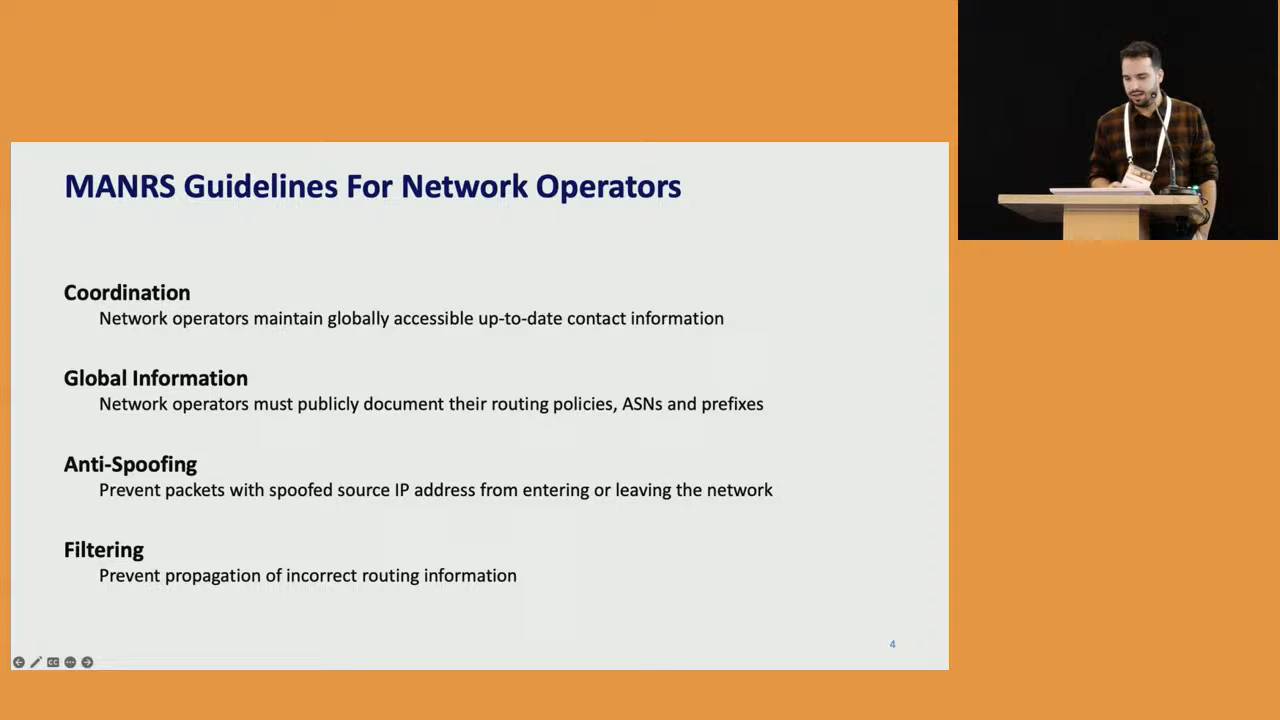 MANRS Guidelines For Network Operators
Coordination
Network operators maintain globally accessible up-to-date contact information
Global Information
Network operators must publicly document their routing policies, ASNs and prefixes
Anti-Spoofing
Prevent packets with spoofed source IP address from entering or leaving the network
Filtering
Prevent propagation of incorrect routing information
4
CC